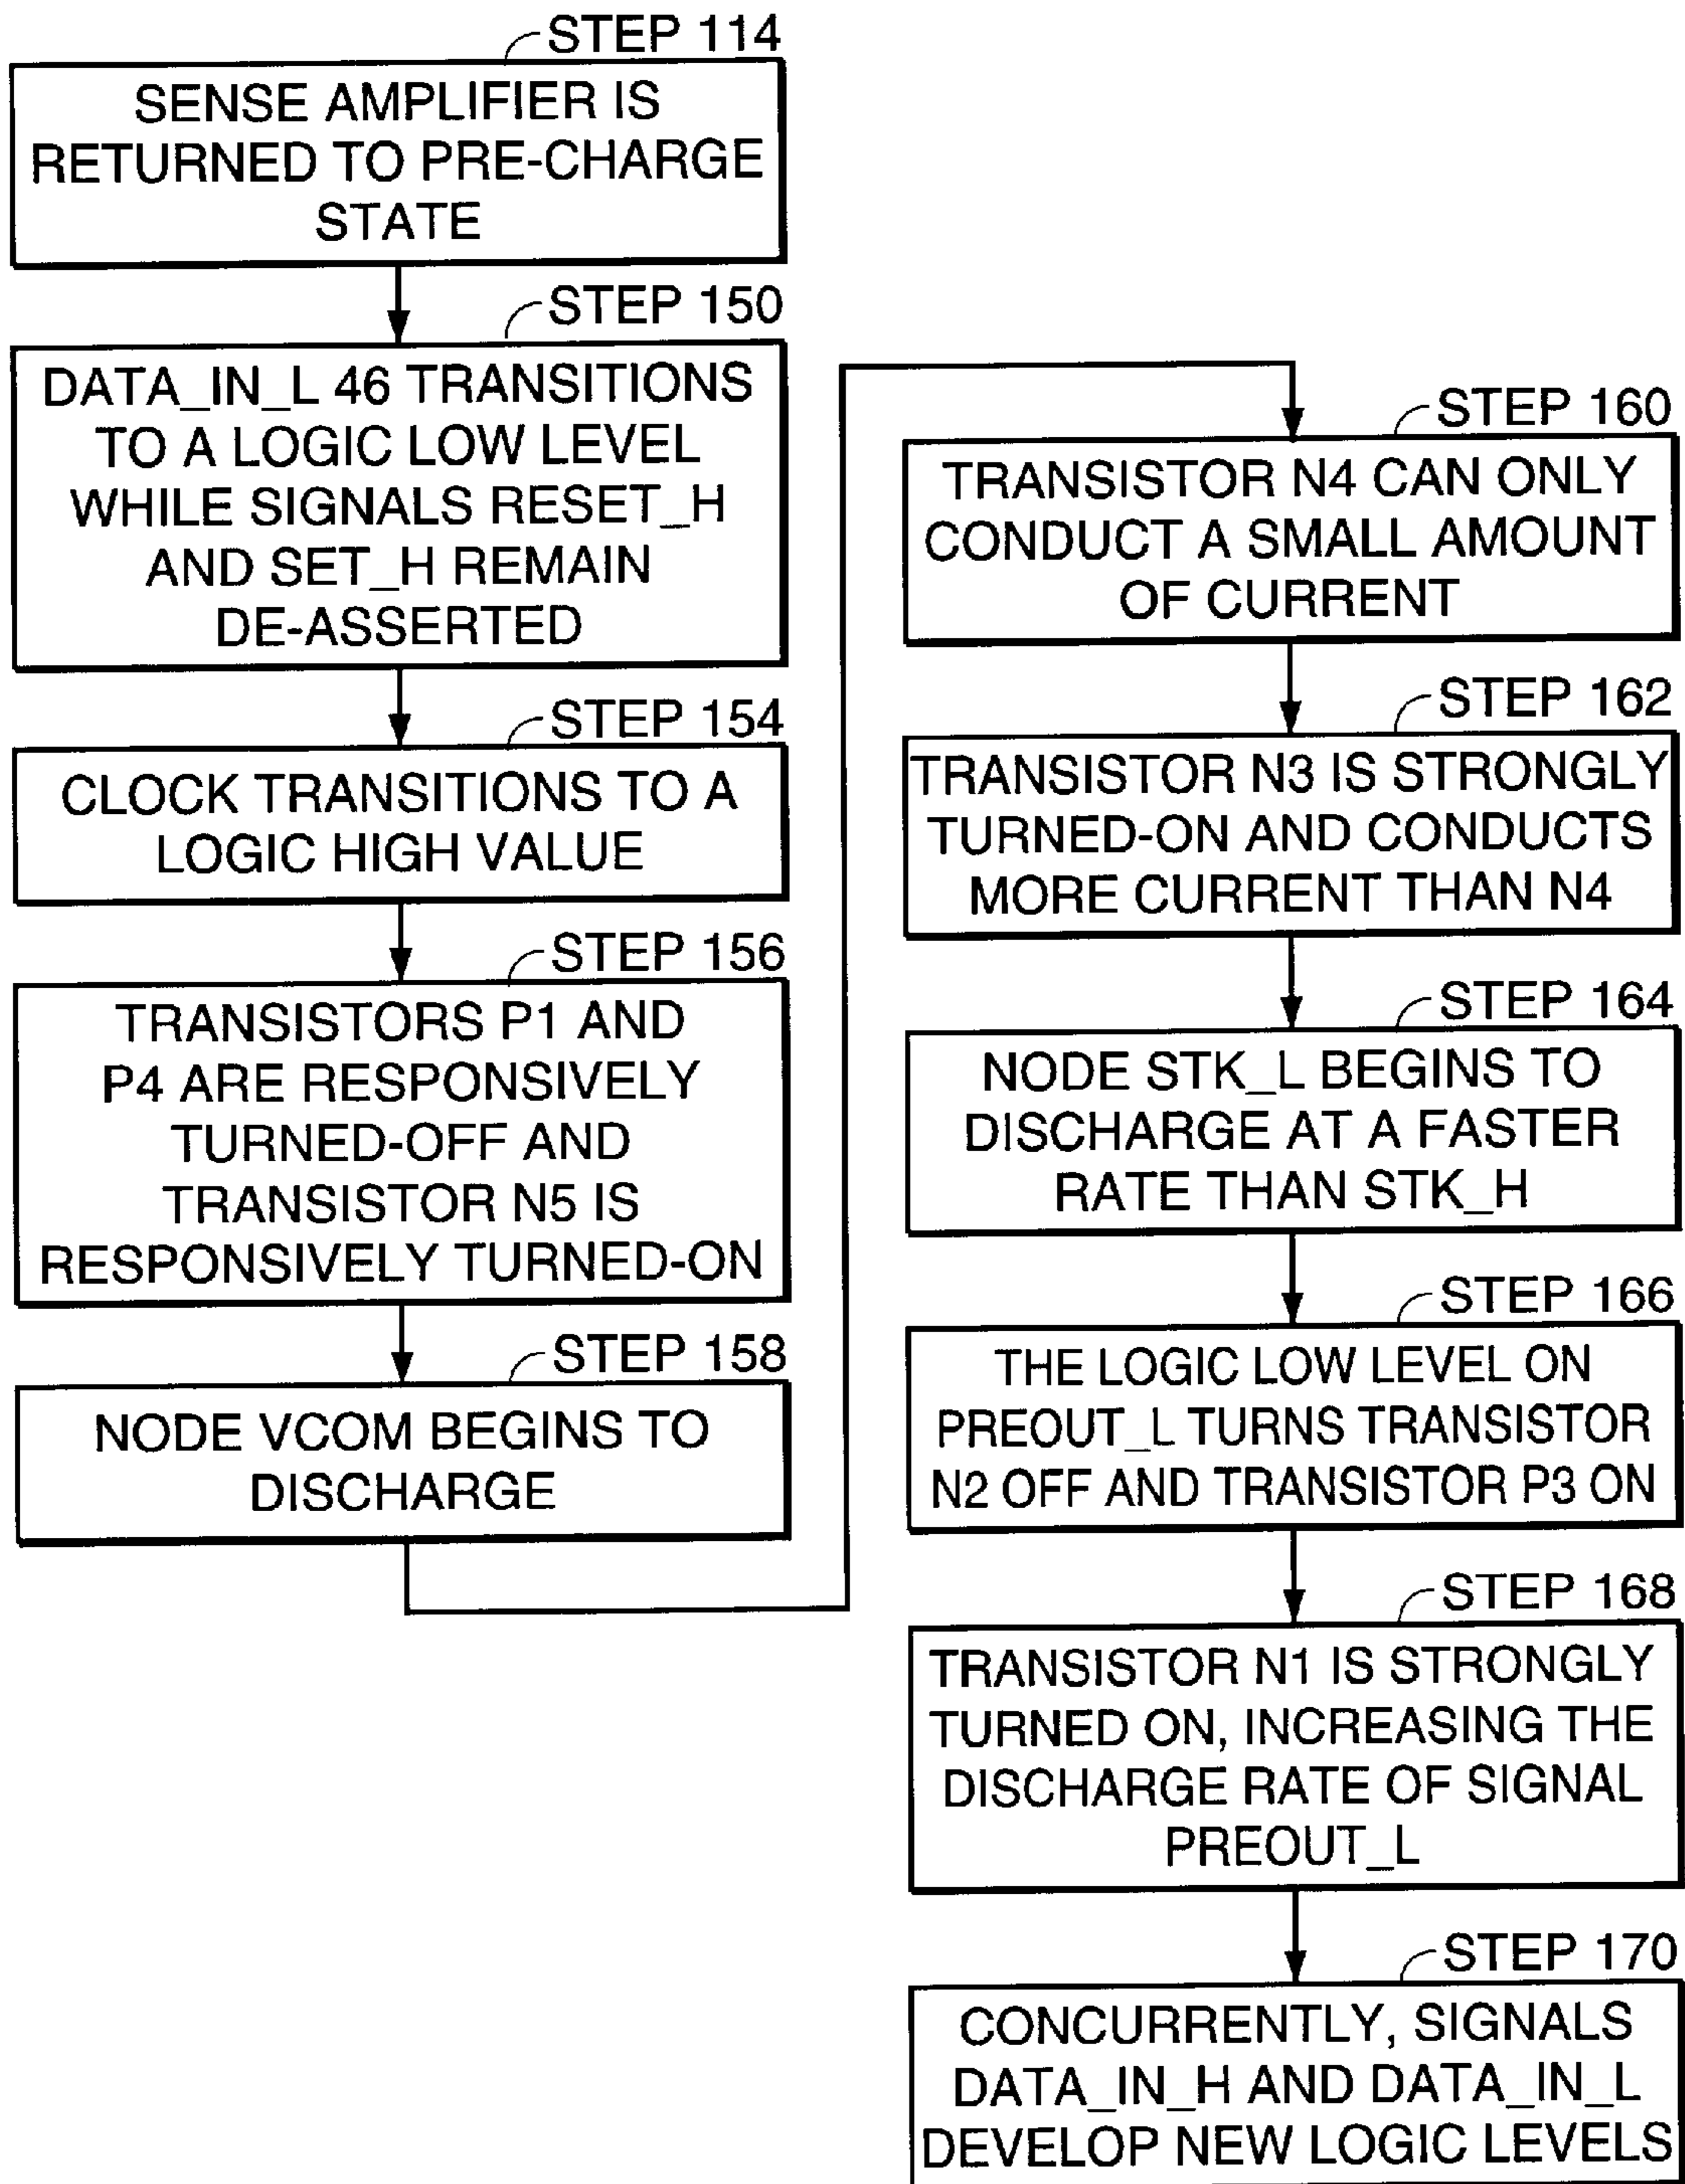 STEP 114
SENSE AMPLIFIER IS
RETURNED TO PRE-CHARGE
STATE
STEP 150
DATA_IN_L 46 TRANSITIONS
TO A LOGIC LOW LEVEL
WHILE SIGNALS RESET_H
AND SET_H REMAIN
DE-ASSERTED
STEP 154
CLOCK TRANSITIONS TO A
LOGIC HIGH VALUE
STEP 156
TRANSISTORS P1 AND
P4 ARE RESPONSIVELY
TURNED-OFF AND
TRANSISTOR N5 IS
RESPONSIVELY TURNED-ON
STEP 158
NODE VCOM BEGINS TO
DISCHARGE
STEP 160
TRANSISTOR N4 CAN ONLY
CONDUCT A SMALL AMOUNT
OF CURRENT
STEP 162
TRANSISTOR N3 IS STRONGLY
TURNED-ON AND CONDUCTS
MORE CURRENT THAN N4
STEP 164
NODE STK_L BEGINS TO
DISCHARGE AT A FASTER
RATE THAN STK_H
STEP 166
THE LOGIC LOW LEVEL ON
PREOUT_L TURNS TRANSISTOR
N2 OFF AND TRANSISTOR P3 ON
STEP 168
TRANSISTOR N1 IS STRONGLY
TURNED ON, INCREASING THE
DISCHARGE RATE OF SIGNAL
PREOUT_L
STEP 170
CONCURRENTLY, SIGNALS
DATA_IN_H AND DATA_IN_L
DEVELOP NEW LOGIC LEVELS